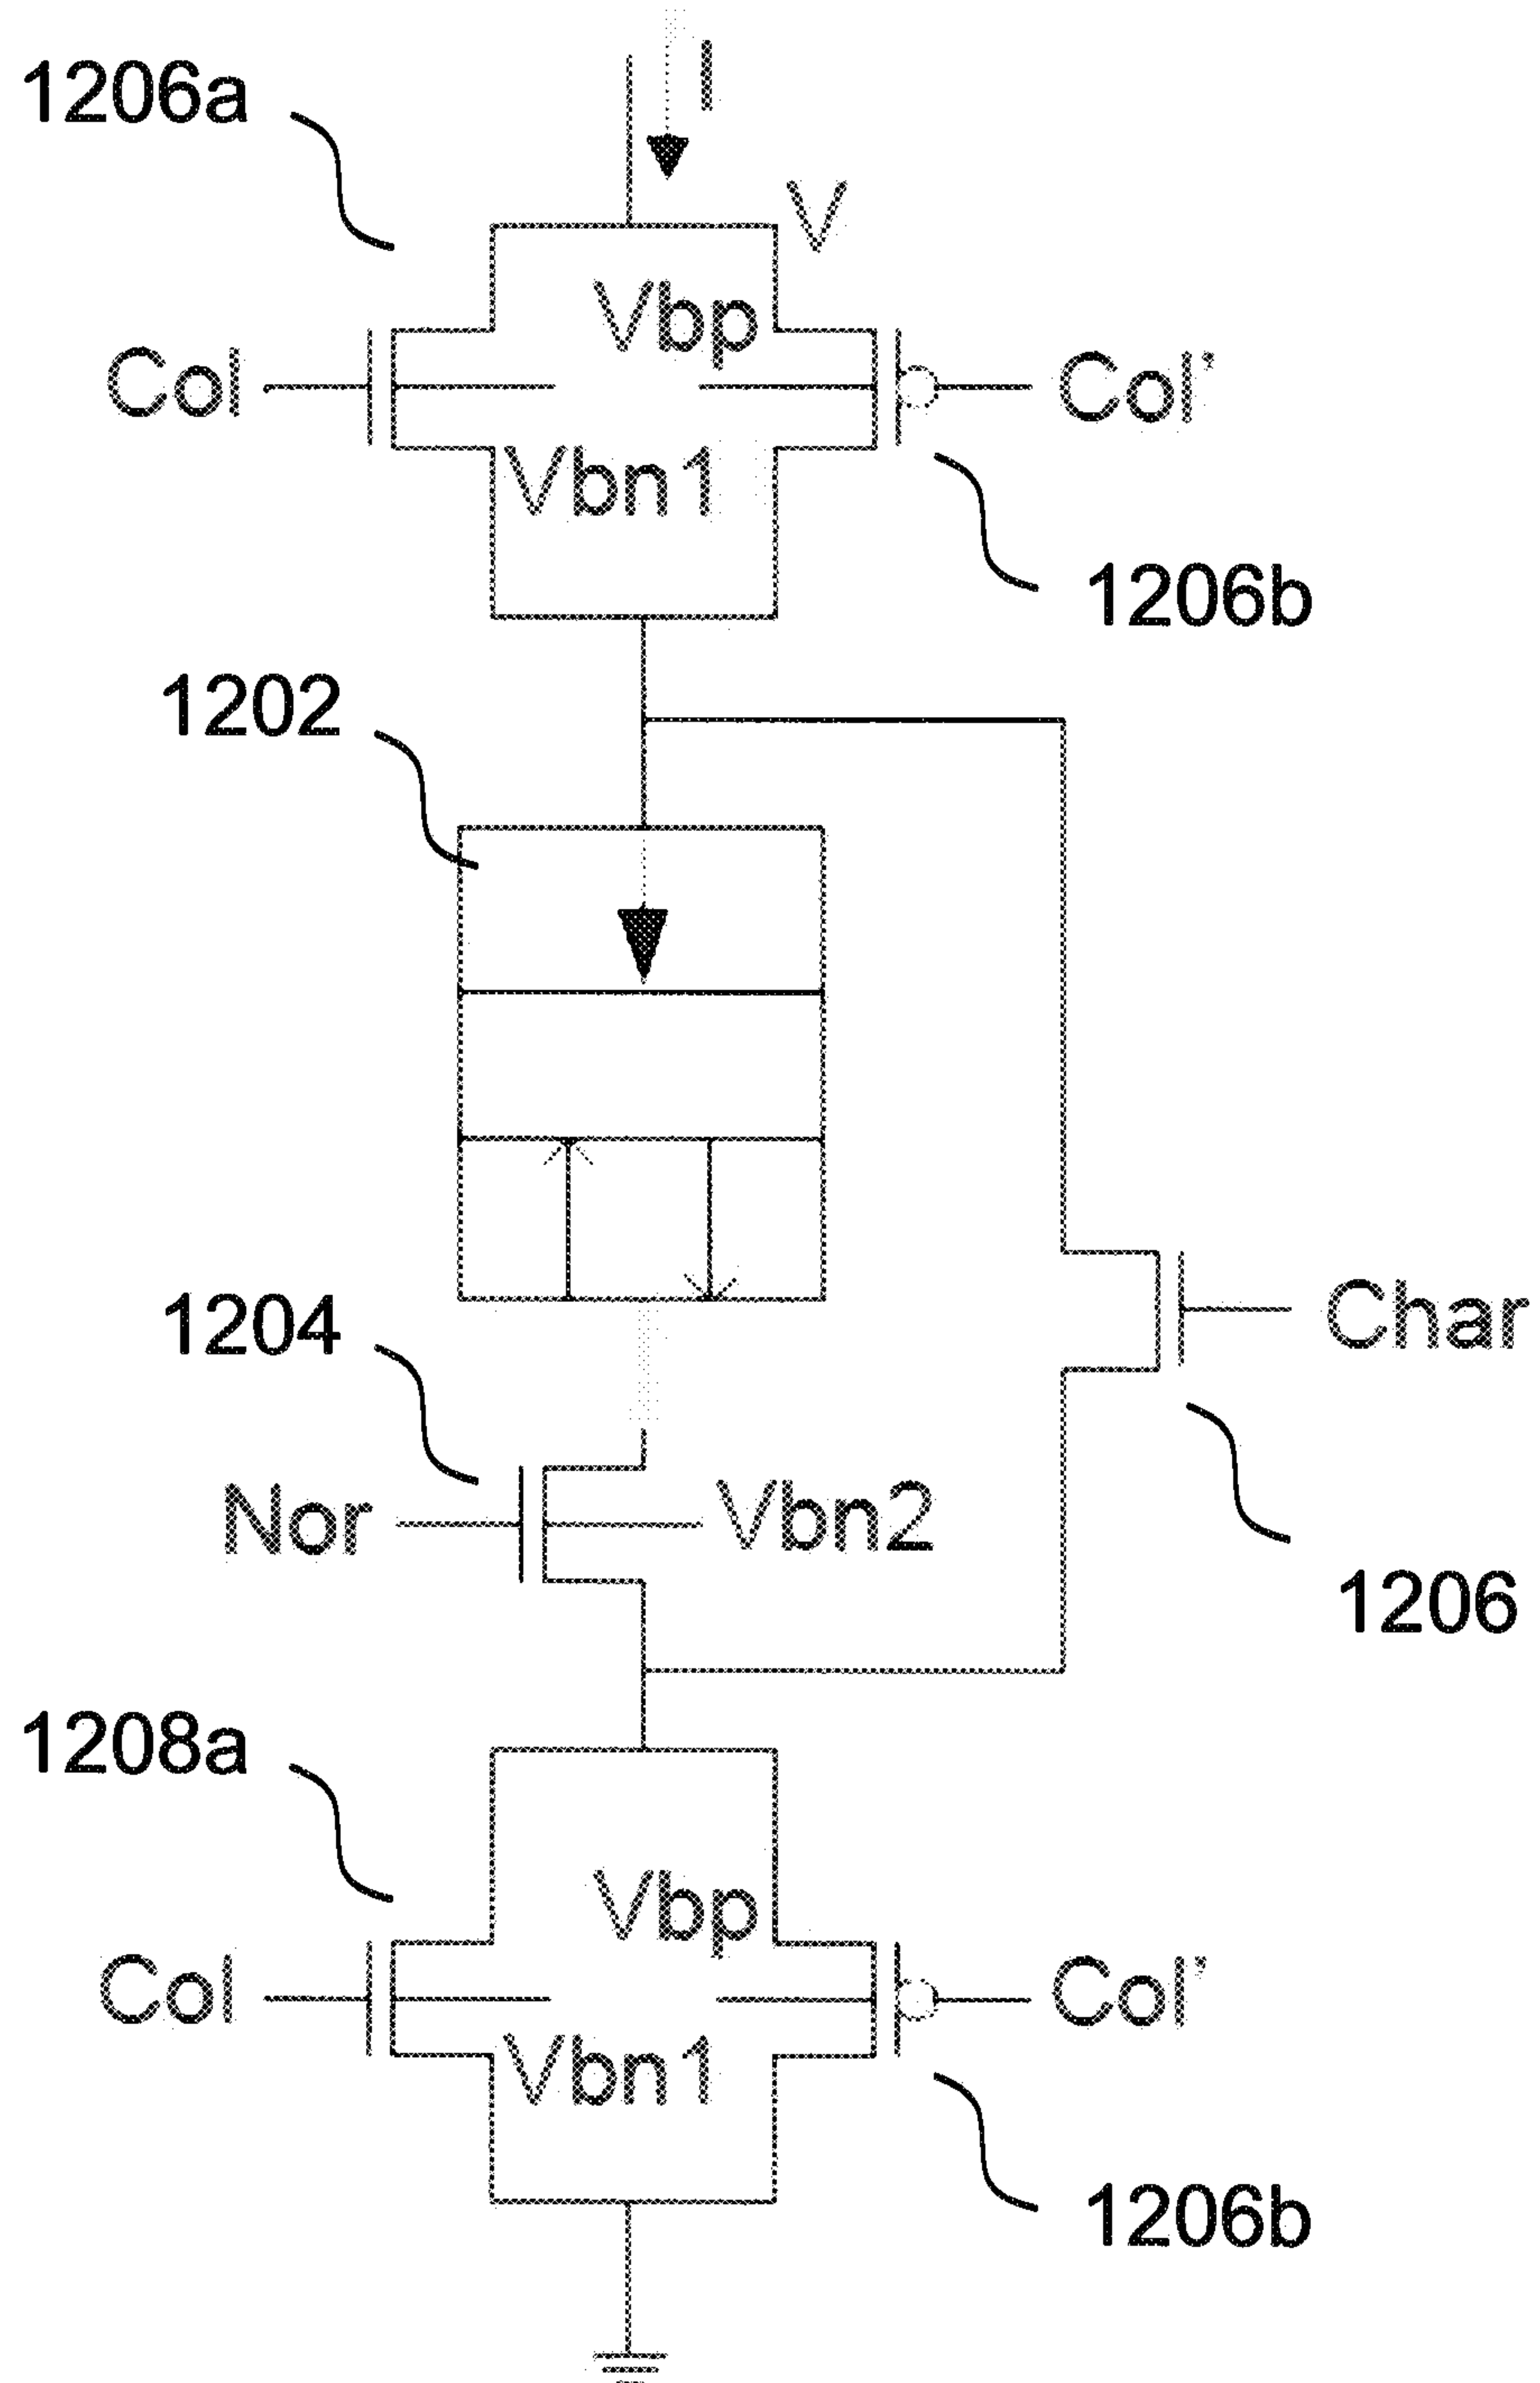 I
1206a
V
Vbp
Col
Col'
Vbn1
1206b
1202
1204
Char
Nor
Vbn2
1206
1208a
Vbp
Col
Col'
Vbn1
1206b